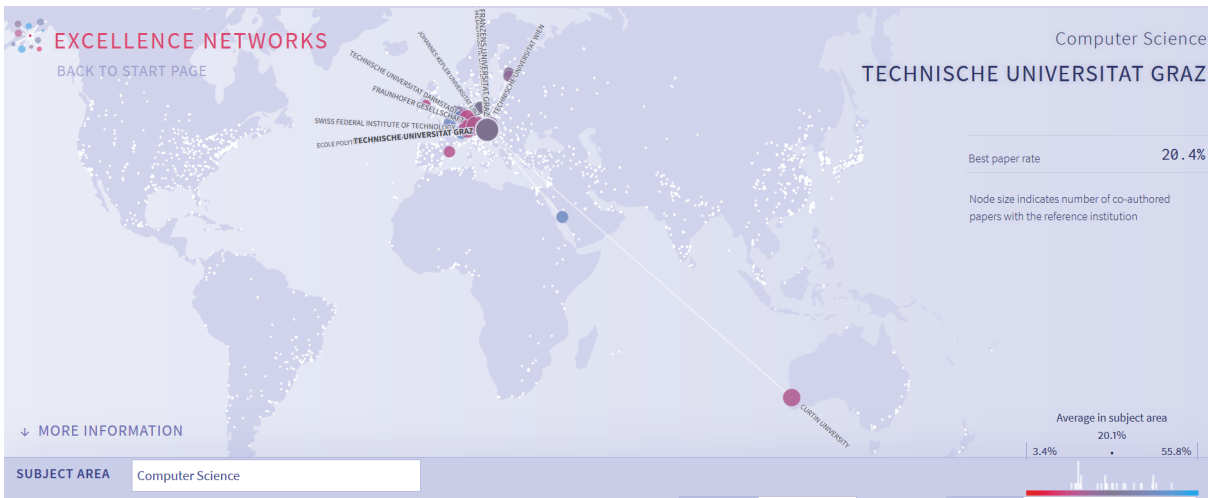 EXCELLENCE NETWORKS
BACK TO START PAGE
Computer Science
TECHNISCHE UNIVERSITAT GRAZ
Best paper rate 20.4%
Node size indicates number of co-authored
papers with the reference institution
FRANZENS UNIVERSITAT GRAZ
TECHNISCHE UNIVERSITAT WIEN
JOHANNES KEPLER UNIVERSITAT
TECHNISCHE UNIVERSITAT DARMSTADT
FRAUNHOFER GESELLSCHAFT
SWISS FEDERAL INSTITUTE OF TECHNOLOGY
ECOLE
TECHNISCHE UNIVERSITAT GRAZ
CURTIN UNIVERSITY
MORE INFORMATION
Average in subject area
20.1%
3.4% 55.8%
SUBJECT AREA Computer Science